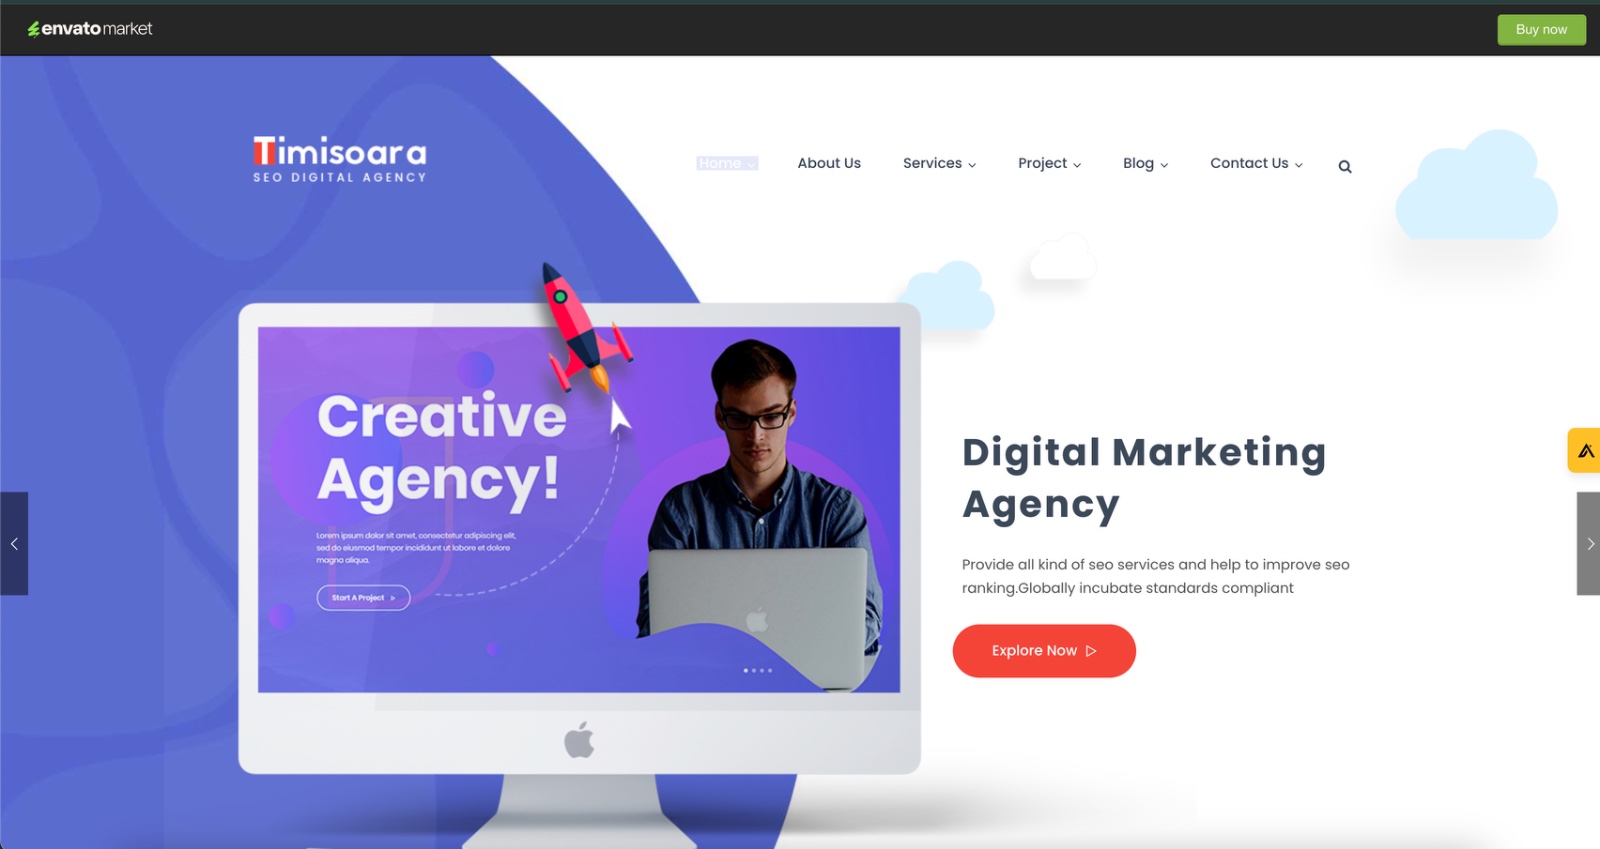 envato market
Buy now
Timisoara
SEO DIGITAL AGENCY
Home
About Us
Services
Project
Blog
Contact Us
Creative
Agency!
Lorem ipsum dolor sit amet, consectetur adipiscing elit,
sed do eiusmod tempor incididunt ut labore et dolore
magna aliqua.
Start A Project
Digital Marketing
Agency
Provide all kind of seo services and help to improve seo
ranking.Globally incubate standards compliant
Explore Now